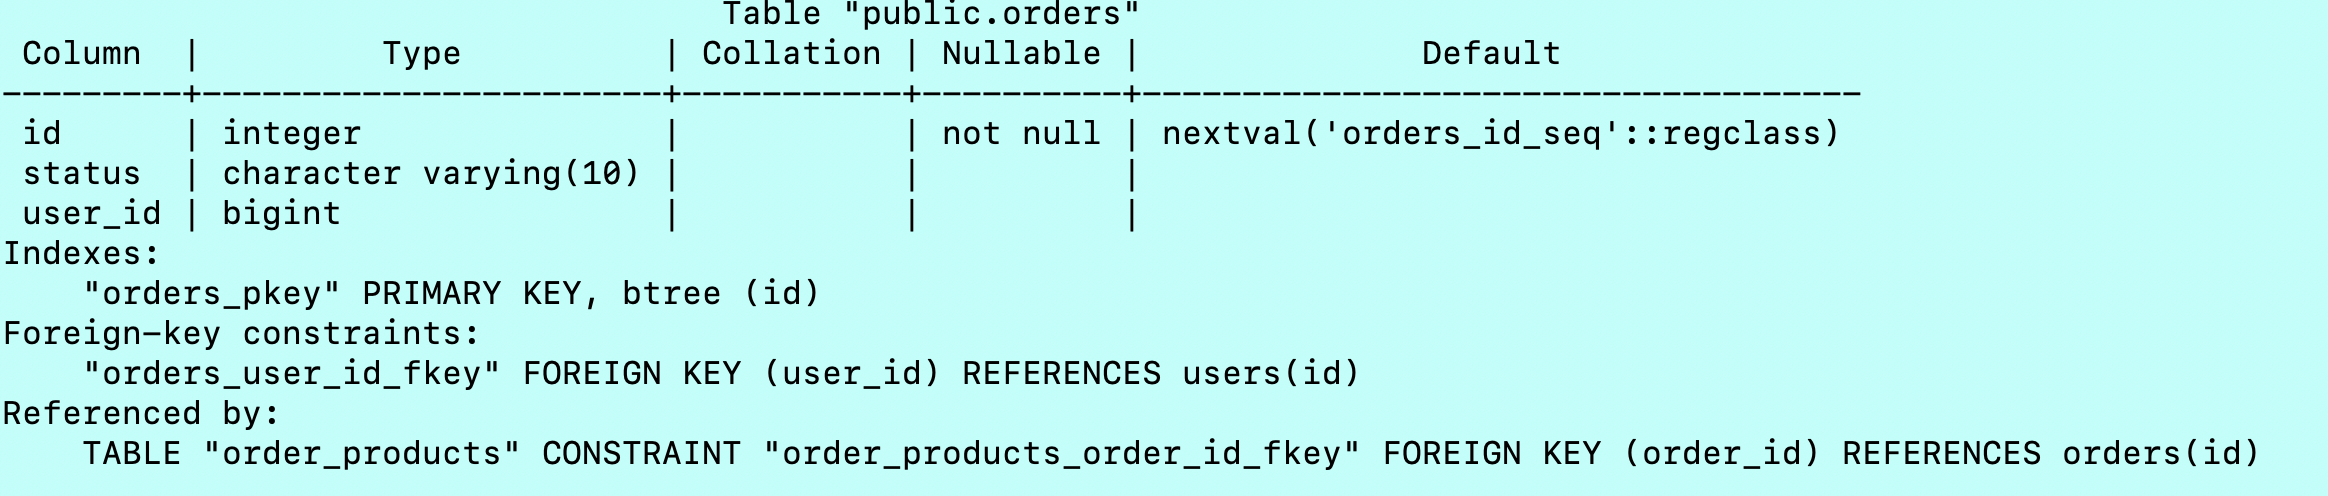 Table "public.orders"
 Column  |         Type          | Collation | Nullable |              Default
---------+-----------------------+-----------+----------+------------------------------------
 id      | integer               |           | not null | nextval('orders_id_seq'::regclass)
 status  | character varying(10) |           |          |
 user_id | bigint                |           |          |
Indexes:
    "orders_pkey" PRIMARY KEY, btree (id)
Foreign-key constraints:
    "orders_user_id_fkey" FOREIGN KEY (user_id) REFERENCES users(id)
Referenced by:
    TABLE "order_products" CONSTRAINT "order_products_order_id_fkey" FOREIGN KEY (order_id) REFERENCES orders(id)